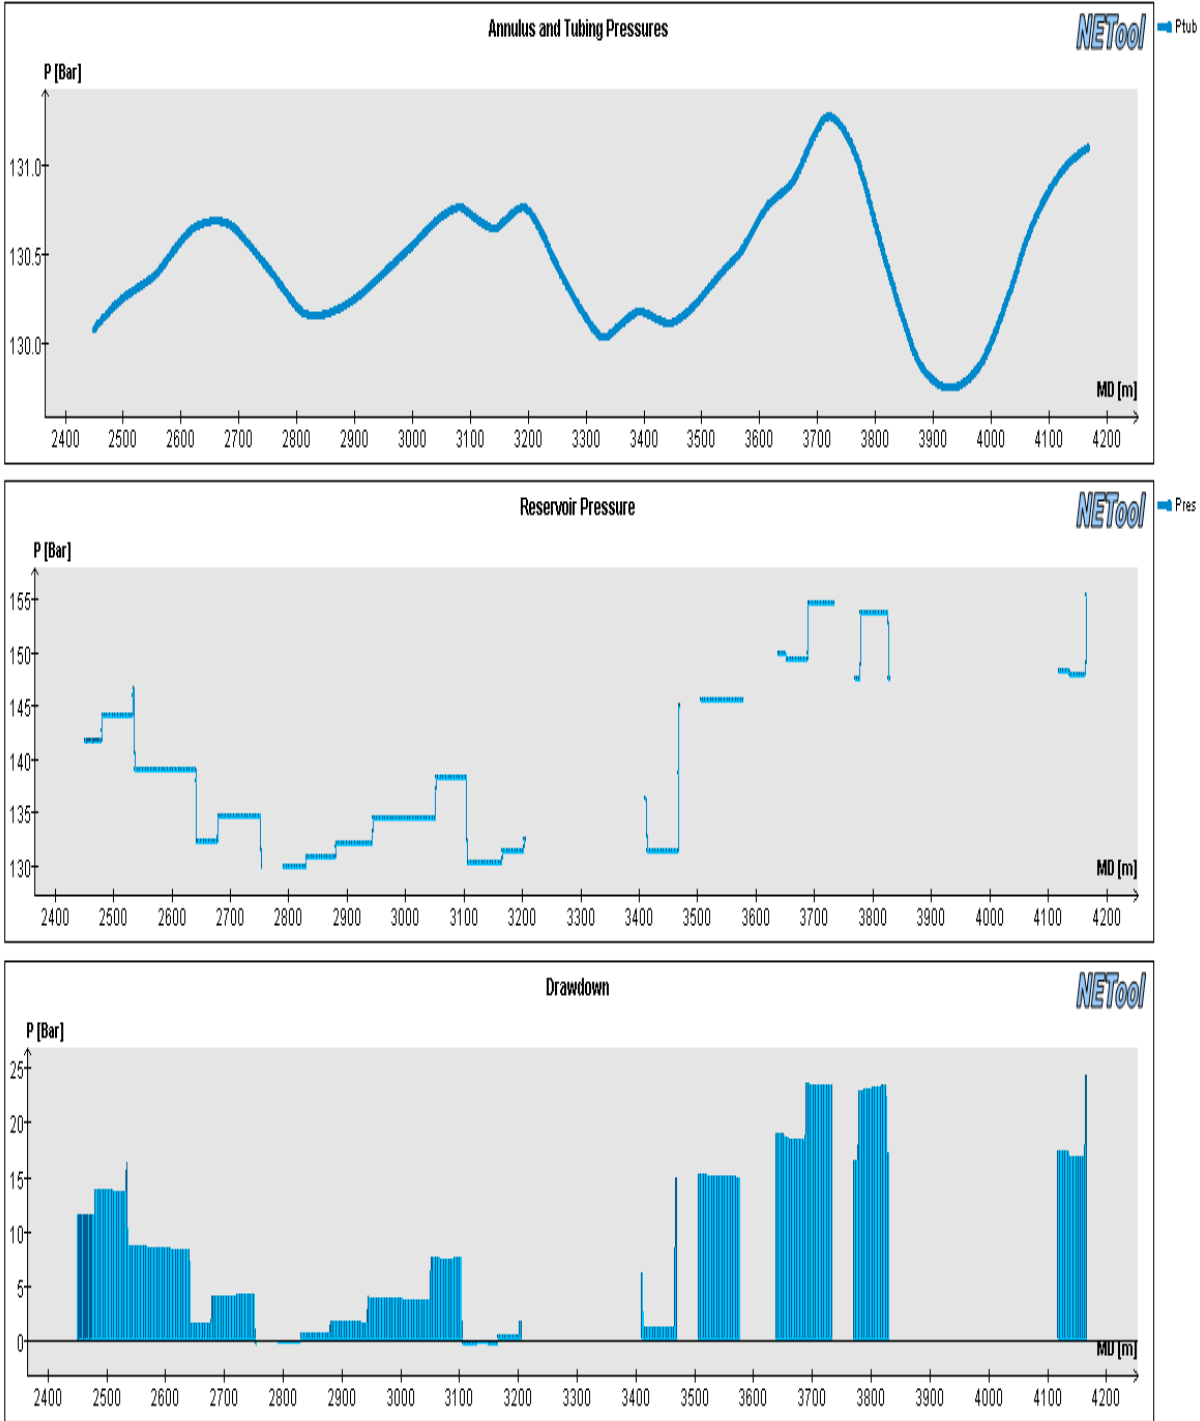 Annulus and Tubing Pressures
NETool
Ptub
P [Bar]
131.0
130.5
130.0
MD [m]
2400 2500 2600 2700 2800 2900 3000 3100 3200 3300 3400 3500 3600 3700 3800 3900 4000 4100 4200
Reservoir Pressure
NETool
Pres
P [Bar]
155
150
145
140
135
130
MD [m]
2400 2500 2600 2700 2800 2900 3000 3100 3200 3300 3400 3500 3600 3700 3800 3900 4000 4100 4200
Drawdown
NETool
P [Bar]
25
20
15
10
5
0
MD [m]
2400 2500 2600 2700 2800 2900 3000 3100 3200 3300 3400 3500 3600 3700 3800 3900 4000 4100 4200